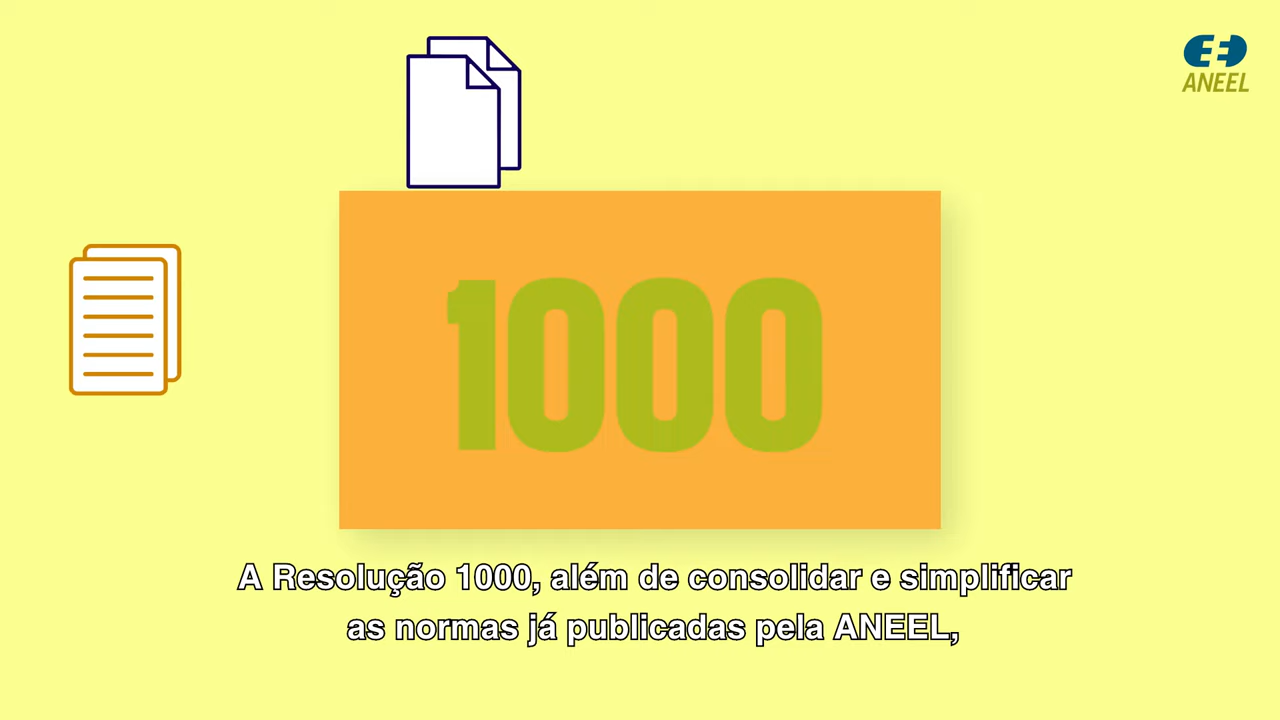 ANEEL
1000
A Resolução 1000, além de consolidar e simplificar
as normas já publicadas pela ANEEL,